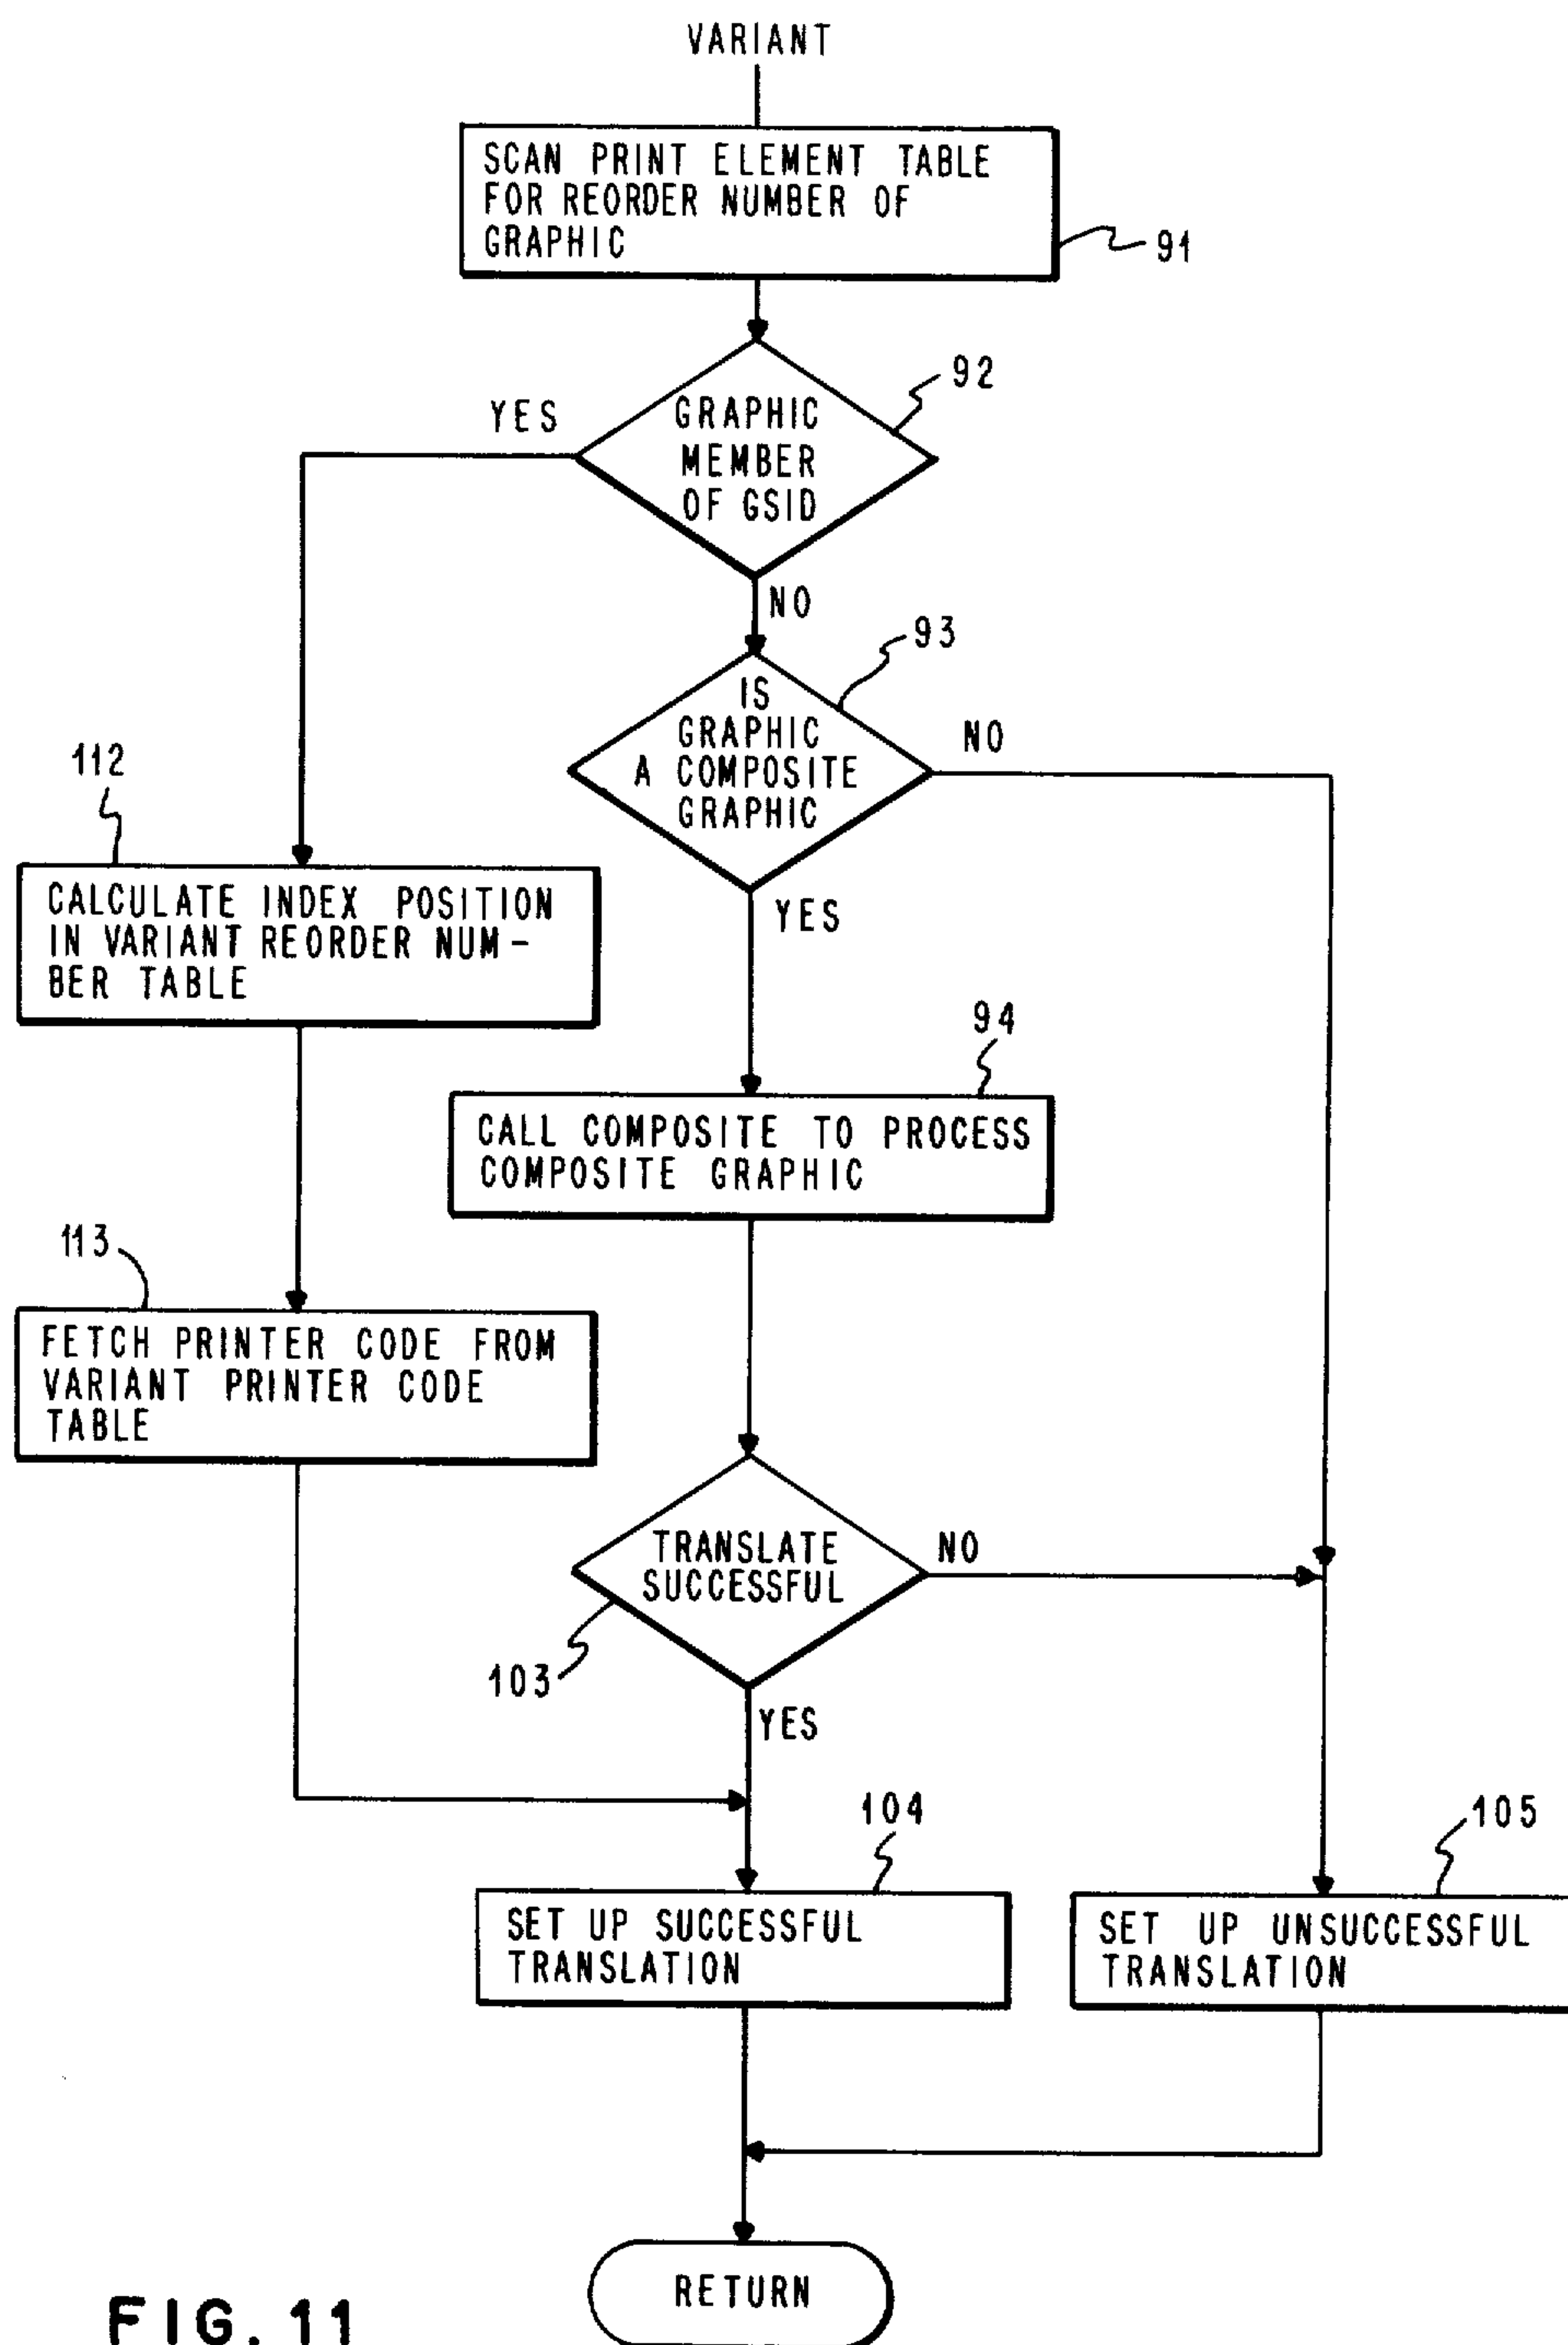 VARIANT
SCAN PRINT ELEMENT TABLE
FOR REORDER NUMBER OF
GRAPHIC
91
92
YES
GRAPHIC
MEMBER
OF GSID
NO
93
IS
GRAPHIC
A COMPOSITE
GRAPHIC
NO
112
CALCULATE INDEX POSITION
IN VARIANT REORDER NUM-
BER TABLE
YES
94
CALL COMPOSITE TO PROCESS
COMPOSITE GRAPHIC
113
FETCH PRINTER CODE FROM
VARIANT PRINTER CODE
TABLE
TRANSLATE
SUCCESSFUL
NO
103
YES
104
105
SET UP SUCCESSFUL
TRANSLATION
SET UP UNSUCCESSFUL
TRANSLATION
RETURN
FIG. 11